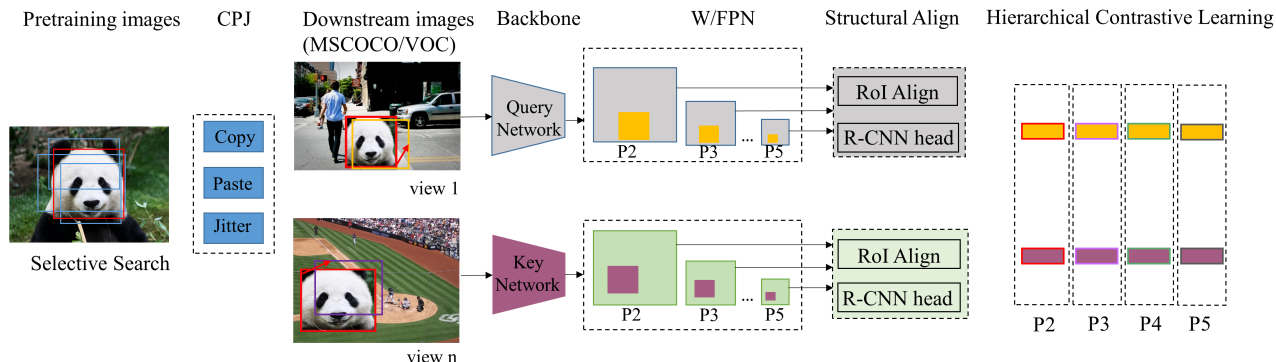 Pretraining images
CPJ
Downstream images
(MSCOCO/VOC)
Backbone
W/FPN
Structural Align
Hierarchical Contrastive Learning
Copy
Paste
Jitter
Selective Search
view 1
Query
Network
P2
P3
...
P5
RoI Align
R-CNN head
view n
Key
Network
P2
P3
...
P5
RoI Align
R-CNN head
P2
P3
P4
P5